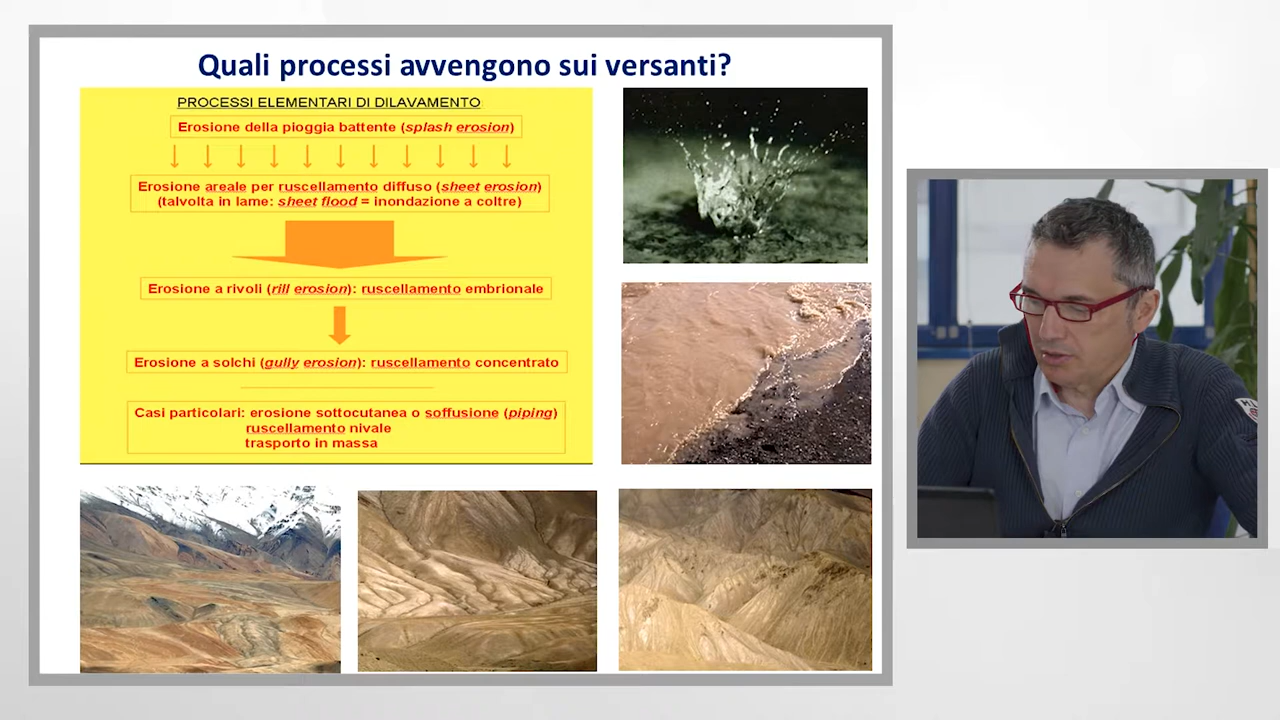 Quali processi avvengono sui versanti?
PROCESSI ELEMENTARI DI DILAVAMENTO
Erosione della pioggia battente (splash erosion)
Erosione areale per ruscellamento diffuso (sheet erosion)
(talvolta in lame: sheet flood = inondazione a coltre)
Erosione a rivoli (rill erosion): ruscellamento embrionale
Erosione a solchi (gully erosion): ruscellamento concentrato
Casi particolari: erosione sottocutanea o soffusione (piping)
ruscellamento nivale
trasporto in massa